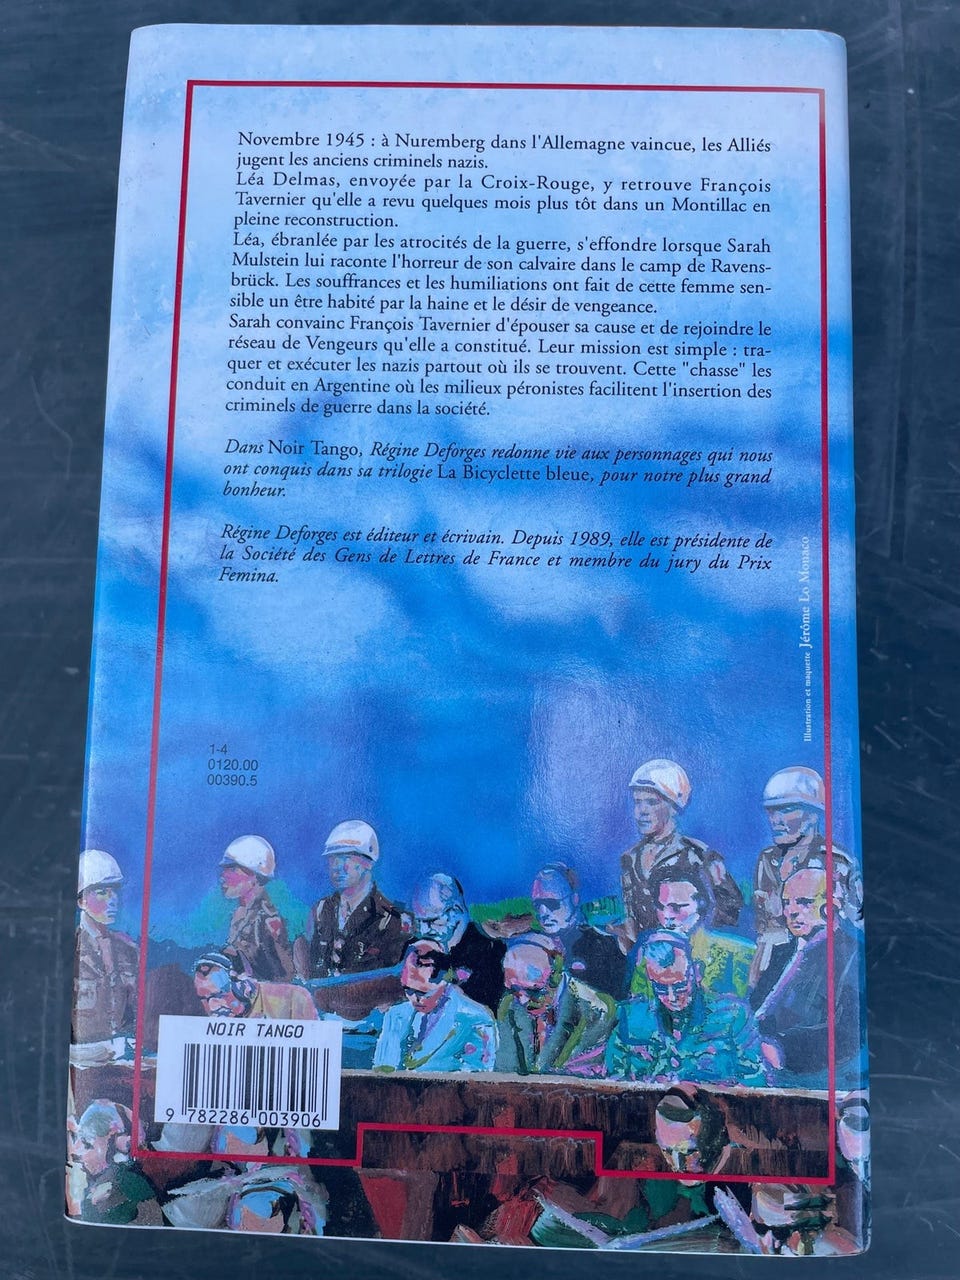 Novembre 1945 : à Nuremberg dans l'Allemagne vaincue, les Alliés
jugent les anciens criminels nazis.
Léa Delmas, envoyée par la Croix-Rouge, y retrouve François
Tavernier qu'elle a revu quelques mois plus tôt dans un Montillac en
pleine reconstruction.
Léa, ébranlée par les atrocités de la guerre, s'effondre lorsque Sarah
Mulstein lui raconte l'horreur de son calvaire dans le camp de Ravens-
brück. Les souffrances et les humiliations ont fait de cette femme sen-
sible un être habité par la haine et le désir de vengeance.
Sarah convainc François Tavernier d'épouser sa cause et de rejoindre le
réseau de Vengeurs qu'elle a constitué. Leur mission est simple : tra-
quer et exécuter les nazis partout où ils se trouvent. Cette "chasse" les
conduit en Argentine où les milieux péronistes facilitent l'insertion des
criminels de guerre dans la société.
Dans Noir Tango, Régine Deforges redonne vie aux personnages qui nous
ont conquis dans sa trilogie La Bicyclette bleue, pour notre plus grand
bonheur.
Régine Deforges est éditeur et écrivain. Depuis 1989, elle est présidente de
la Société des Gens de Lettres de France et membre du jury du Prix
Femina.
Illustration et maquette Jérôme Lo Monaco
1-4
0120.00
00390.5
NOIR TANGO
9 782286 003906